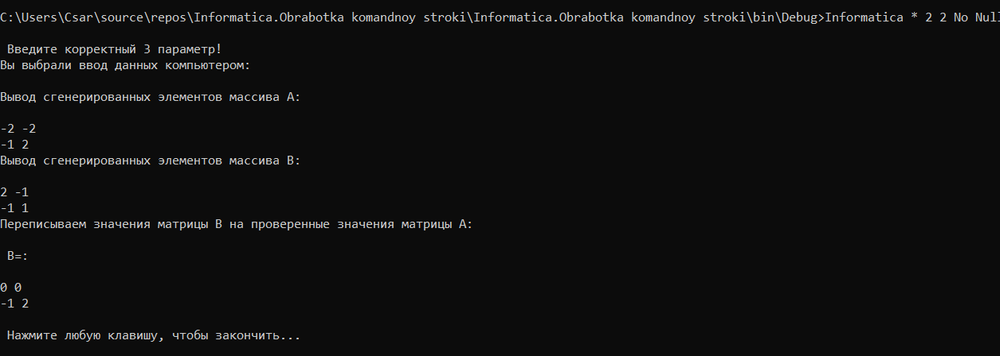 C:\Users\Csar\source\repos\Informatica.Obrabotka komandnoy stroki\Informatica.Obrabotka komandnoy stroki\bin\Debug>Informatica * 2 2 No Null
Введите корректный 3 параметр!
Вы выбрали ввод данных компьютером:
Вывод сгенерированных элементов массива A:
-2 -2
-1 2
Вывод сгенерированных элементов массива B:
2 -1
-1 1
Переписываем значения матрицы B на проверенные значения матрицы A:
B=:
0 0
-1 2
Нажмите любую клавишу, чтобы закончить...